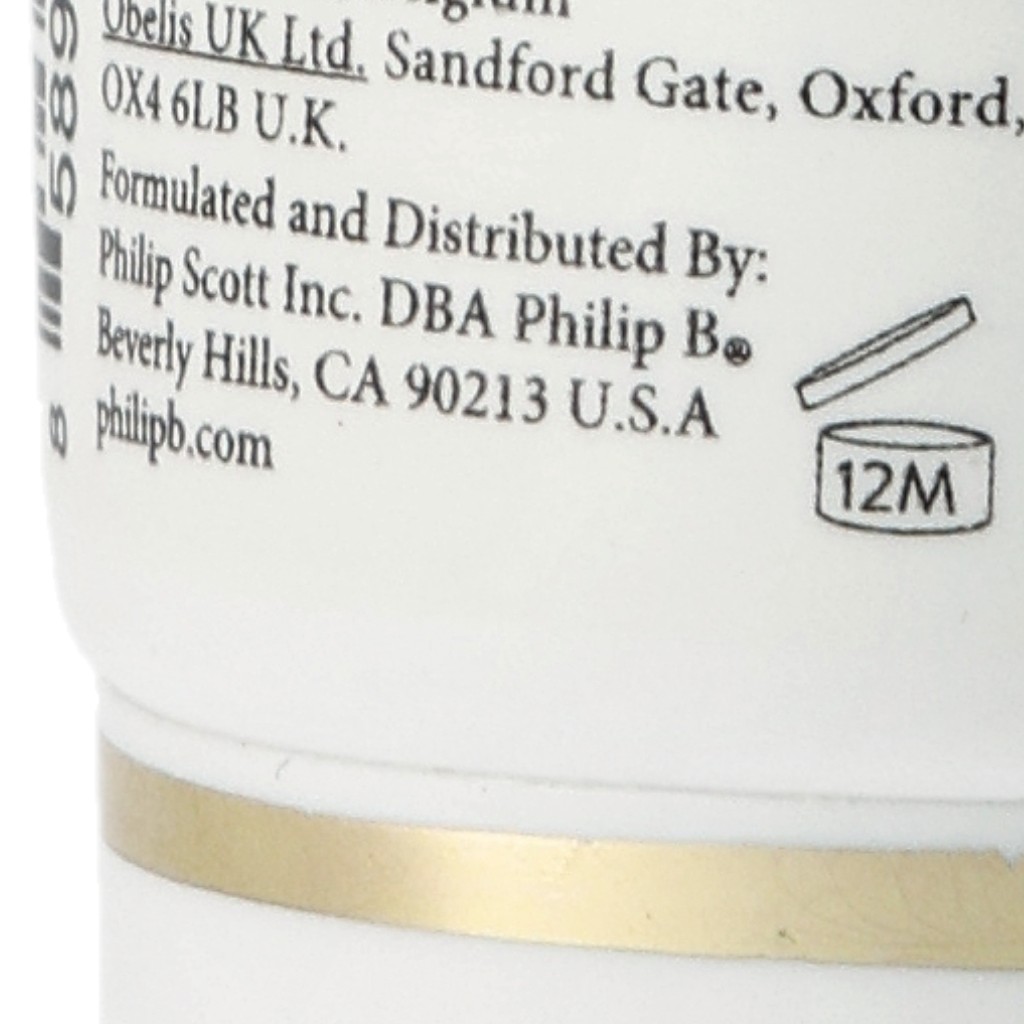 Obelis UK Ltd. Sandford Gate, Oxford,
OX4 6LB U.K.
Formulated and Distributed By:
Philip Scott Inc. DBA Philip B®
Beverly Hills, CA 90213 U.S.A
philipb.com
12M